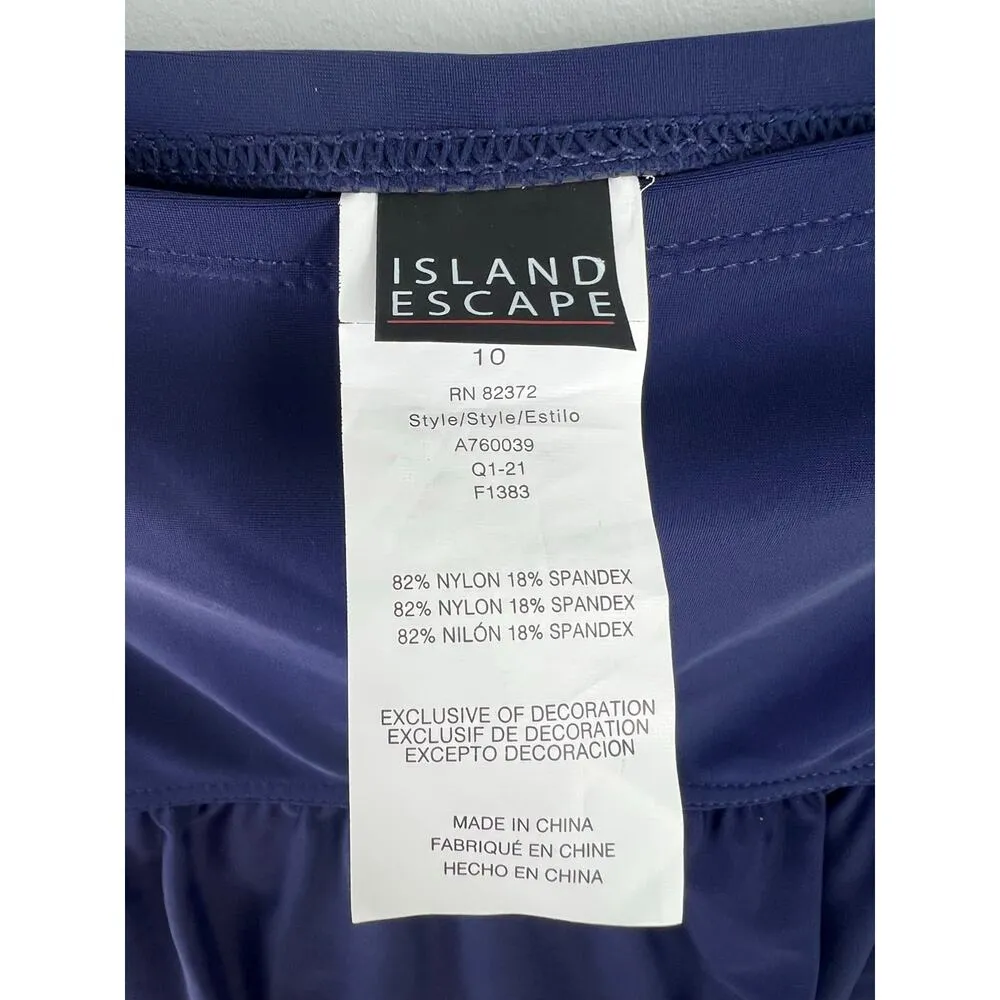 ISLAND
ESCAPE
10
RN 82372
Style/Style/Estilo
A760039
Q1-21
F1383
82% NYLON 18% SPANDEX
82% NYLON 18% SPANDEX
82% NILÓN 18% SPANDEX
EXCLUSIVE OF DECORATION
EXCLUSIF DE DECORATION
EXCEPTO DECORACION
MADE IN CHINA
FABRIQUÉ EN CHINE
HECHO EN CHINA